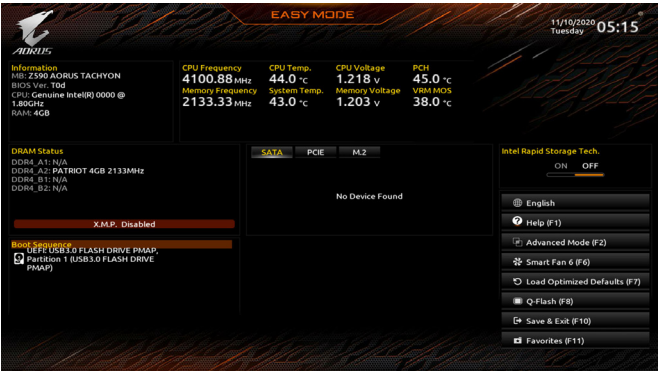 EASY MODE
AORUS
11/10/2020
Tuesday
05:15
Information
MB: Z590 AORUS TACHYON
BIOS Ver. T0d
CPU: Genuine Intel(R) 0000 @
1.80GHz
RAM: 4GB
CPU Frequency
4100.88 MHz
CPU Temp.
44.0 °C
CPU Voltage
1.218 V
PCH
45.0 °C
Memory Frequency
2133.33 MHz
System Temp.
43.0 °C
Memory Voltage
1.203 V
VRM MOS
38.0 °C
DRAM Status
DDR4_A1: N/A
DDR4_A2: PATRIOT 4GB 2133MHz
DDR4_B1: N/A
DDR4_B2: N/A
X.M.P. Disabled
SATA
PCIE
M.2
No Device Found
Intel Rapid Storage Tech.
ON
OFF
Boot Sequence
UEFI: USB3.0 FLASH DRIVE PMAP,
Partition 1 (USB3.0 FLASH DRIVE
PMAP)
English
Help (F1)
Advanced Mode (F2)
Smart Fan 6 (F6)
Load Optimized Defaults (F7)
Q-Flash (F8)
Save & Exit (F10)
Favorites (F11)